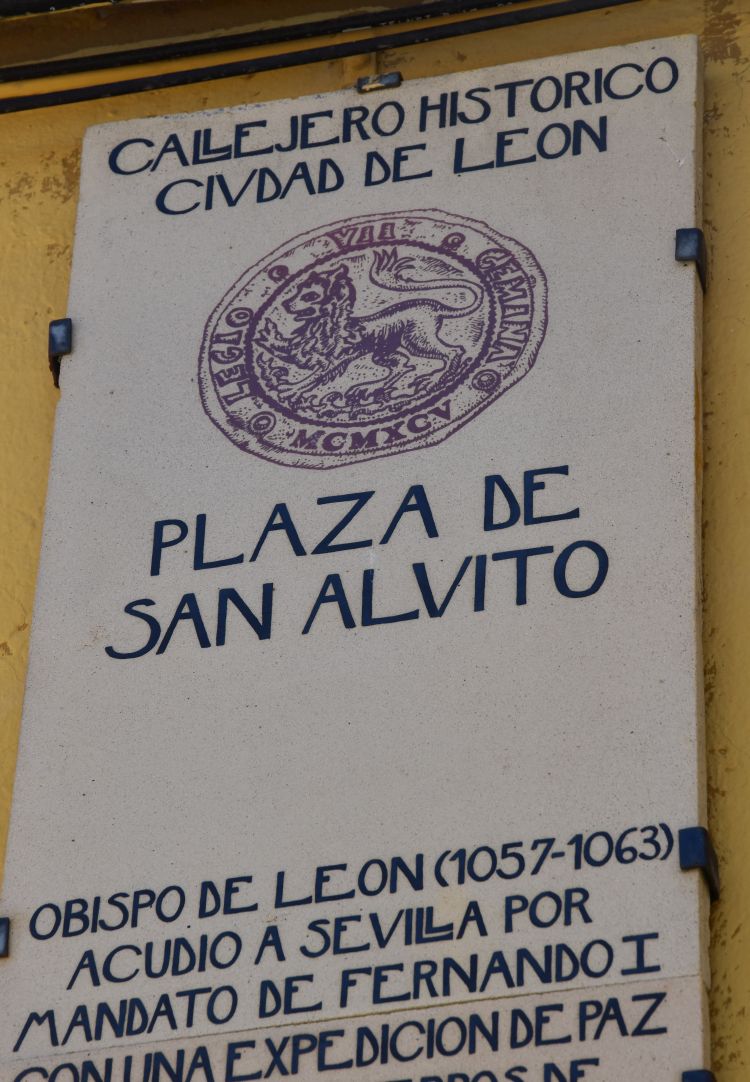 CALLEJERO HISTORICO
CIVDAD DE LEON
LEGIO VII GEMINA
MCMXCV
PLAZA DE
SAN ALVITO
OBISPO DE LEON (1057-1063)
ACUDIO A SEVILLA POR
MANDATO DE FERNANDO I
CON UNA EXPEDICION DE PAZ
DE